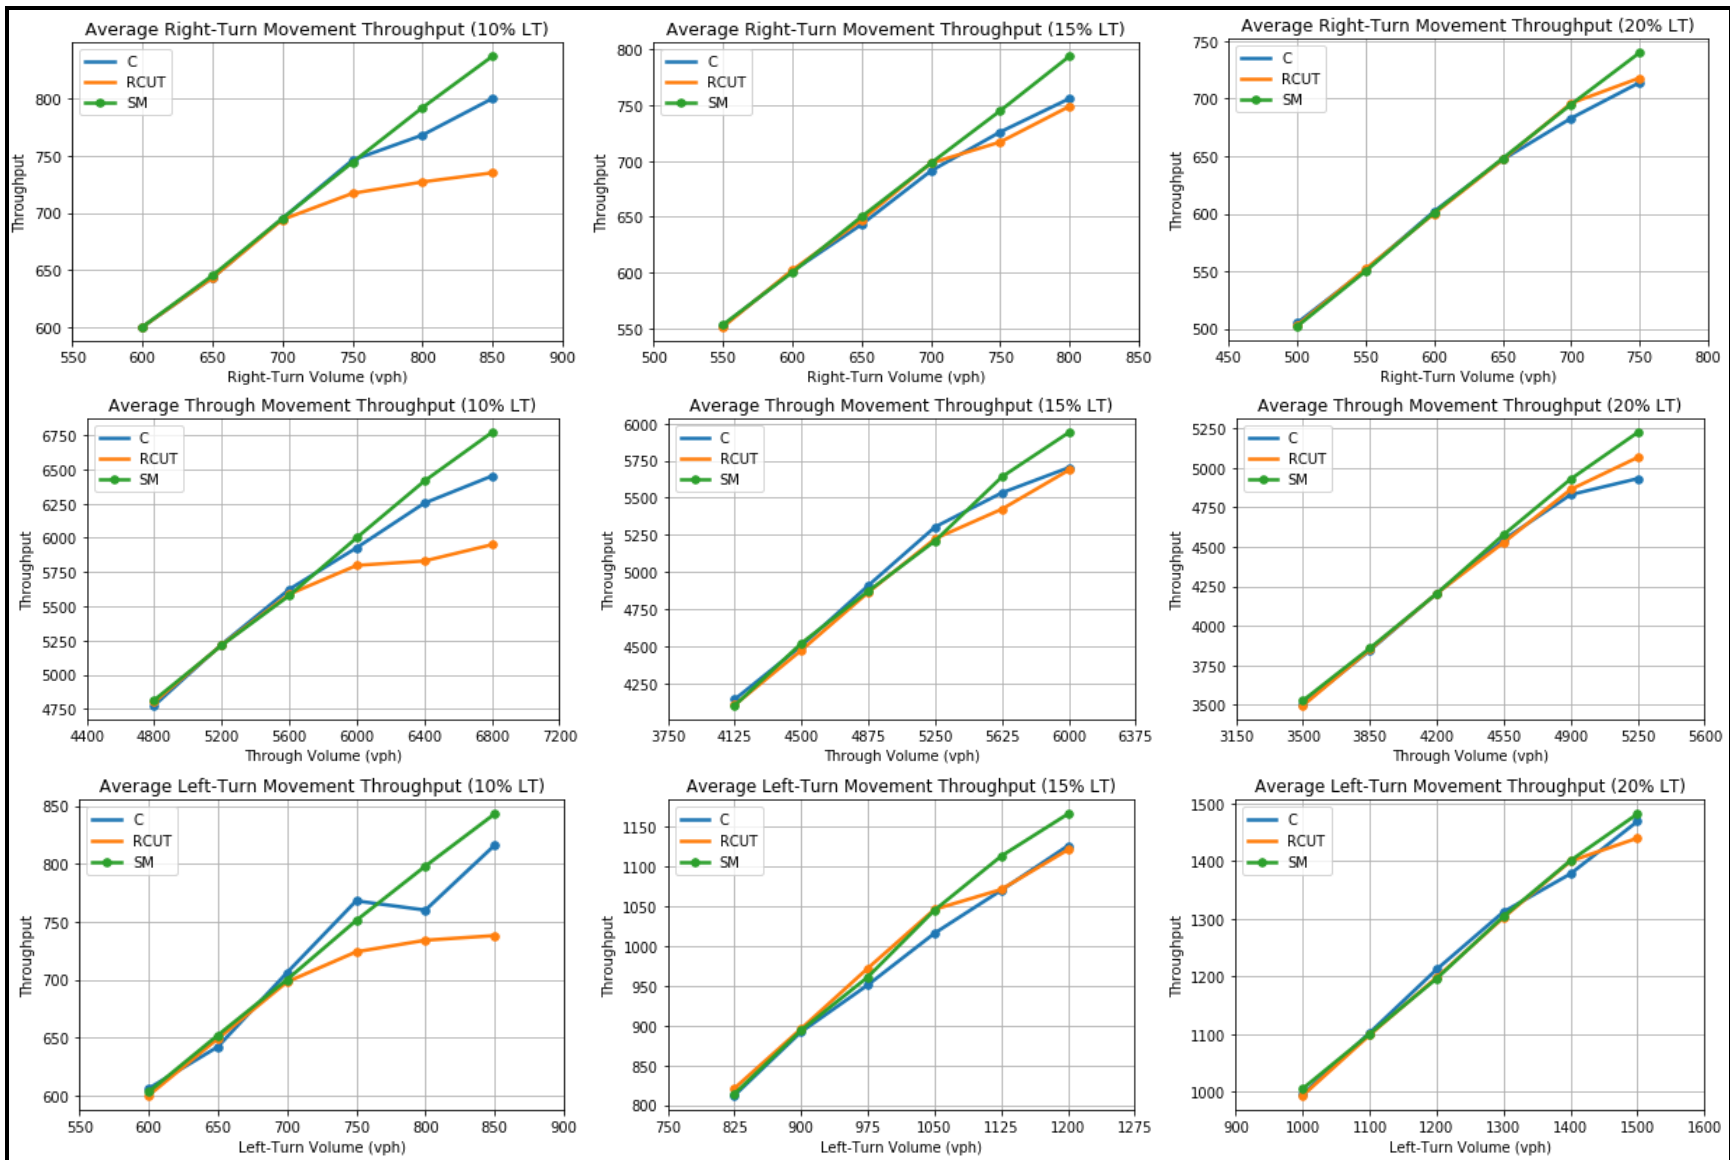 Average Right-Turn Movement Throughput (10% LT)
C
RCUT
SM
Throughput
800
750
700
650
600
550 600 650 700 750 800 850 900
Right-Turn Volume (vph)
Average Right-Turn Movement Throughput (15% LT)
C
RCUT
SM
Throughput
800
750
700
650
600
550
500 550 600 650 700 750 800 850
Right-Turn Volume (vph)
Average Right-Turn Movement Throughput (20% LT)
C
RCUT
SM
Throughput
750
700
650
600
550
500
450 500 550 600 650 700 750 800
Right-Turn Volume (vph)
Average Through Movement Throughput (10% LT)
C
RCUT
SM
Throughput
6750
6500
6250
6000
5750
5500
5250
5000
4750
4400 4800 5200 5600 6000 6400 6800 7200
Through Volume (vph)
Average Through Movement Throughput (15% LT)
C
RCUT
SM
Throughput
6000
5750
5500
5250
5000
4750
4500
4250
3750 4125 4500 4875 5250 5625 6000 6375
Through Volume (vph)
Average Through Movement Throughput (20% LT)
C
RCUT
SM
Throughput
5250
5000
4750
4500
4250
4000
3750
3500
3150 3500 3850 4200 4550 4900 5250 5600
Through Volume (vph)
Average Left-Turn Movement Throughput (10% LT)
C
RCUT
SM
Throughput
850
800
750
700
650
600
550 600 650 700 750 800 850 900
Left-Turn Volume (vph)
Average Left-Turn Movement Throughput (15% LT)
C
RCUT
SM
Throughput
1150
1100
1050
1000
950
900
850
800
750 825 900 975 1050 1125 1200 1275
Left-Turn Volume (vph)
Average Left-Turn Movement Throughput (20% LT)
C
RCUT
SM
Throughput
1500
1400
1300
1200
1100
1000
900 1000 1100 1200 1300 1400 1500 1600
Left-Turn Volume (vph)